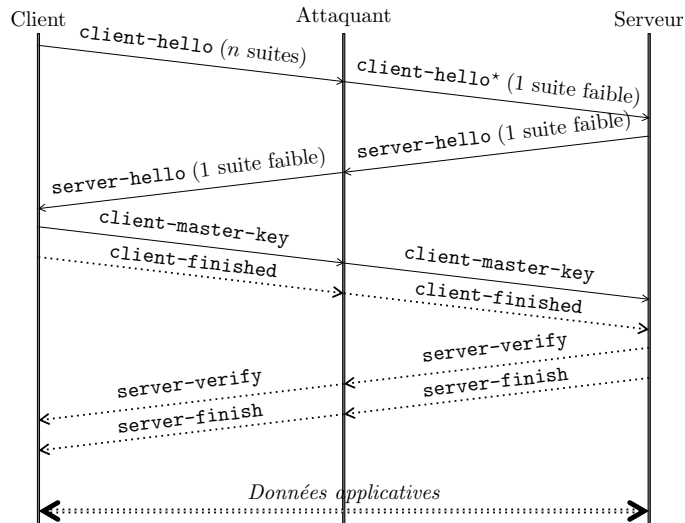 Client
Attaquant
Serveur
client-hello (n suites)
client-hello* (1 suite faible)
server-hello (1 suite faible)
server-hello (1 suite faible)
client-master-key
client-master-key
client-finished
client-finished
server-verify
server-finish
server-verify
server-finish
Données applicatives